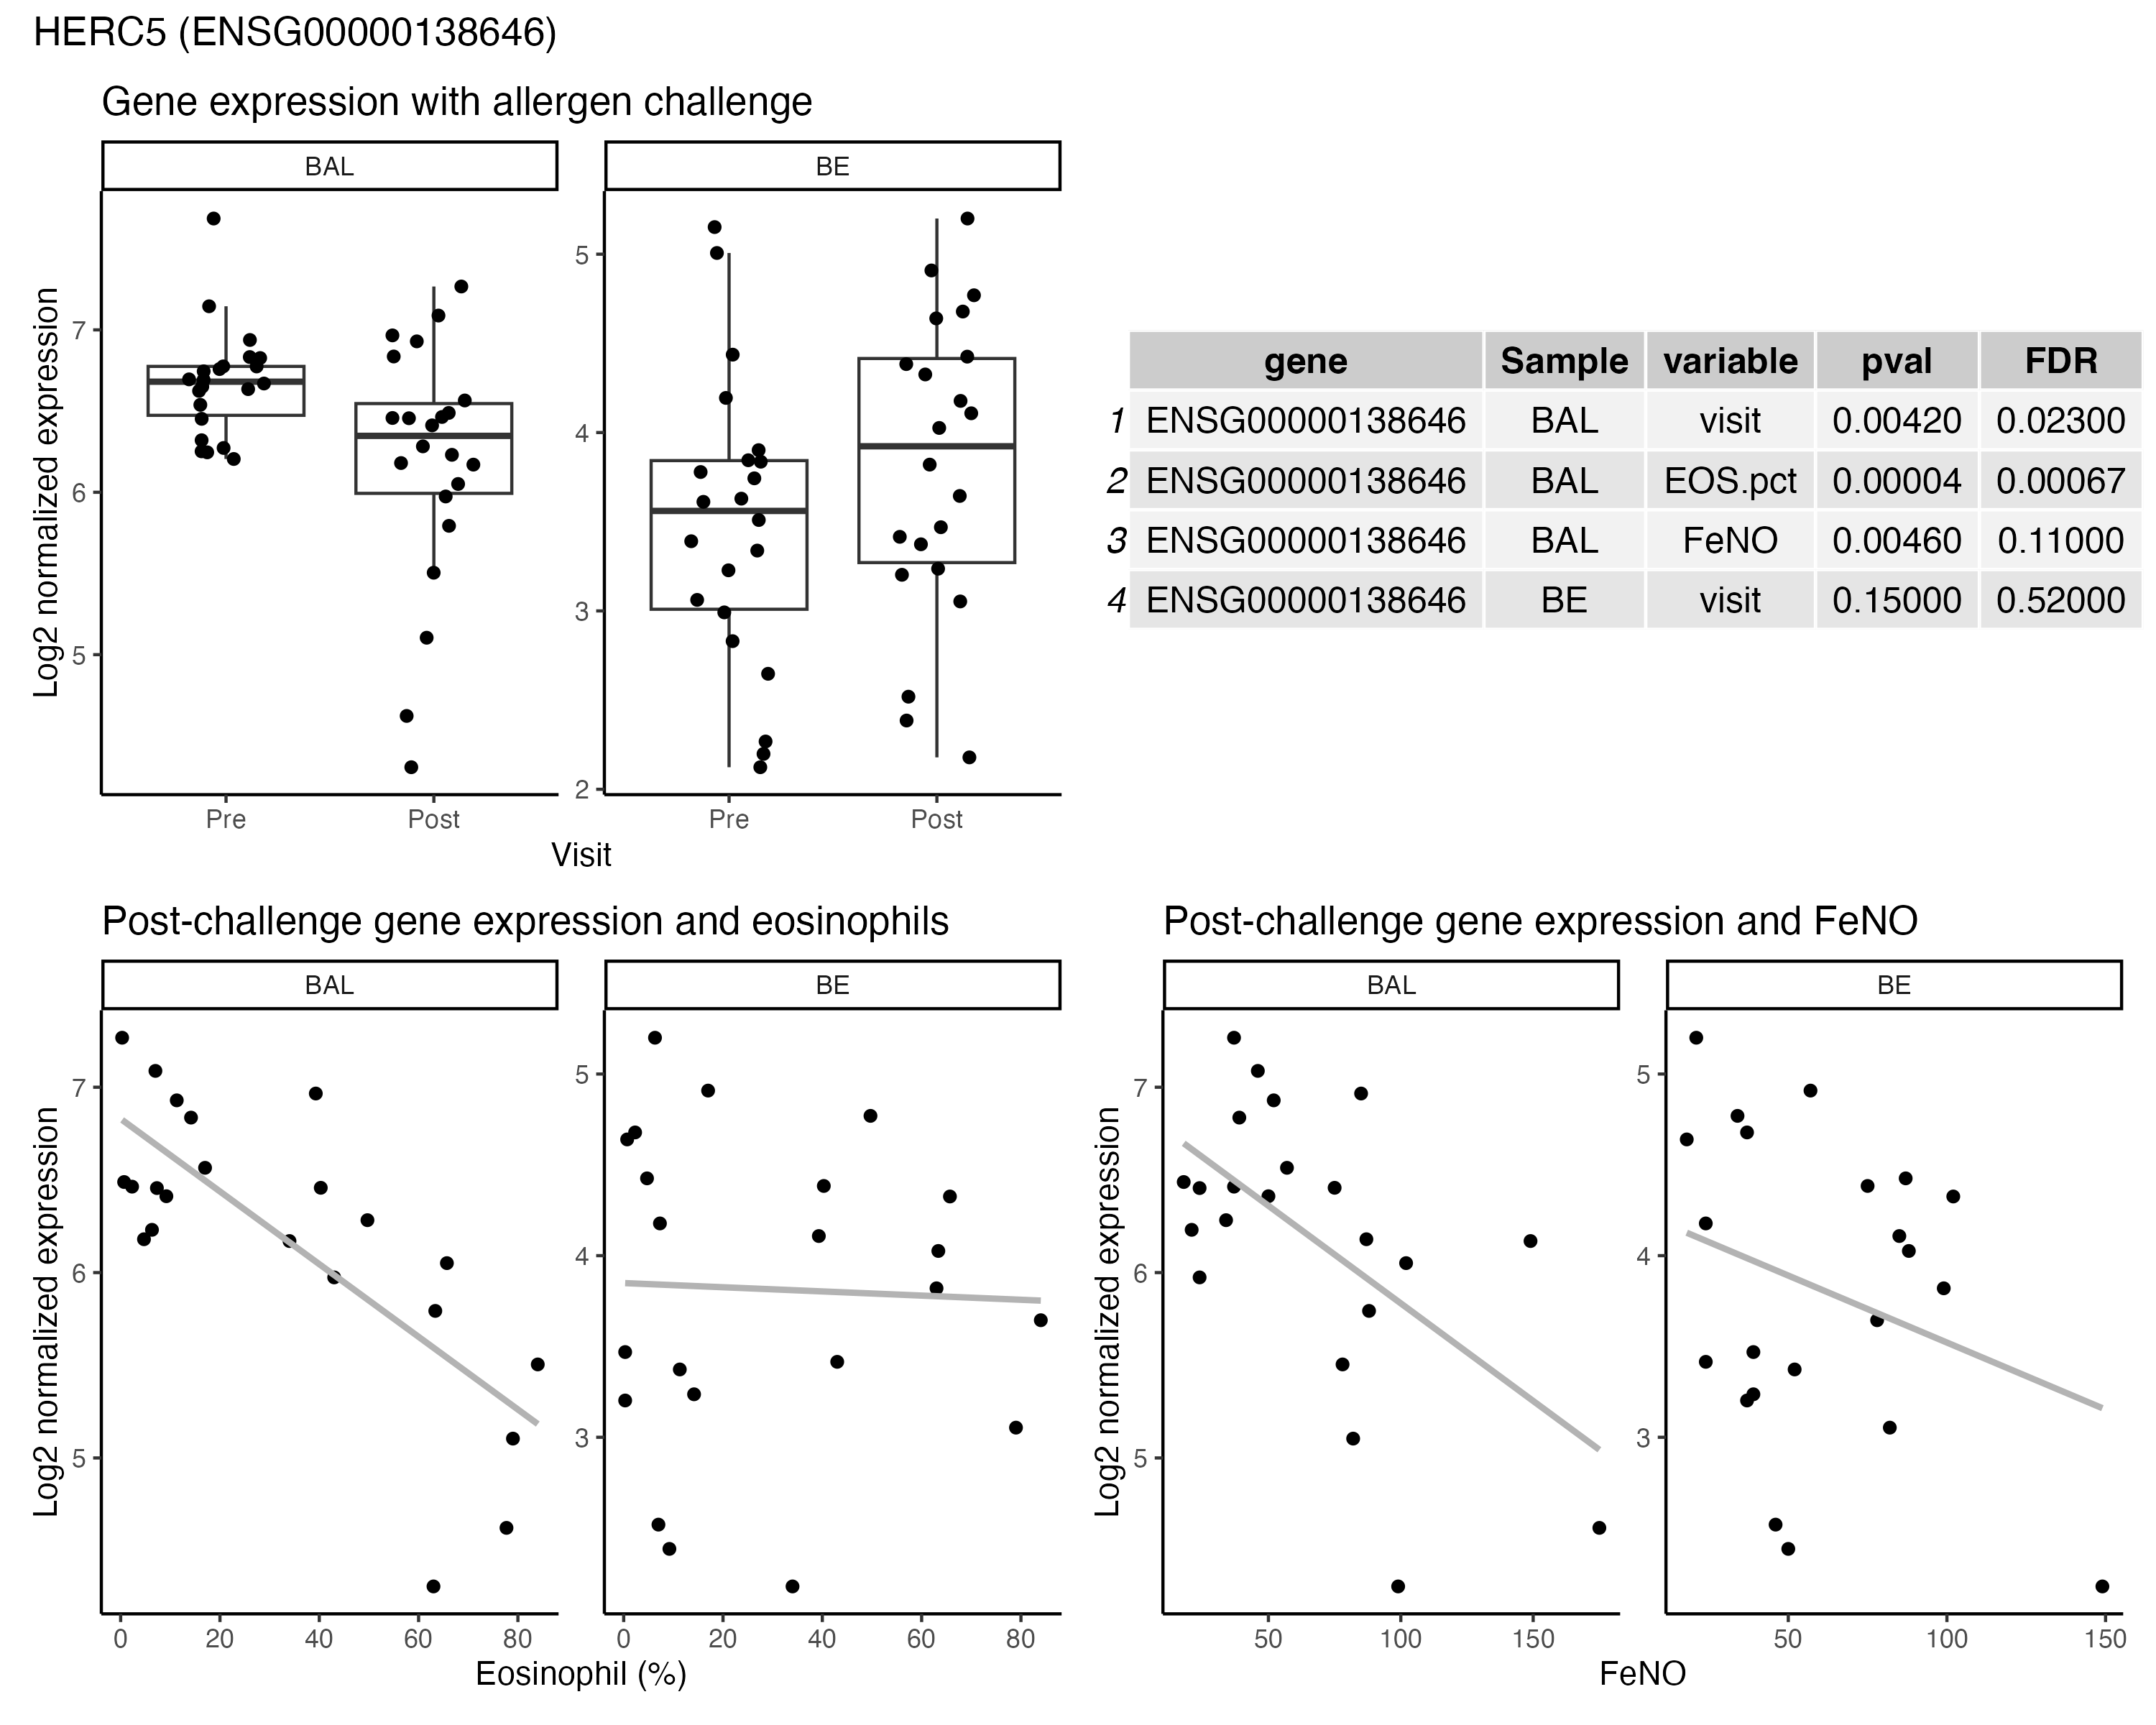 HERC5 (ENSG00000138646)
Gene expression with allergen challenge
BAL BE
Log2 normalized expression
7
6
5
5
4
3
2
Pre Post Pre Post
Visit
gene Sample variable pval FDR
1 ENSG00000138646 BAL visit 0.00420 0.02300
2 ENSG00000138646 BAL EOS.pct 0.00004 0.00067
3 ENSG00000138646 BAL FeNO 0.00460 0.11000
4 ENSG00000138646 BE visit 0.15000 0.52000
Post-challenge gene expression and eosinophils
BAL BE
Log2 normalized expression
7
6
5
5
4
3
0 20 40 60 80 0 20 40 60 80
Eosinophil (%)
Post-challenge gene expression and FeNO
BAL BE
Log2 normalized expression
7
6
5
5
4
3
50 100 150 50 100 150
FeNO